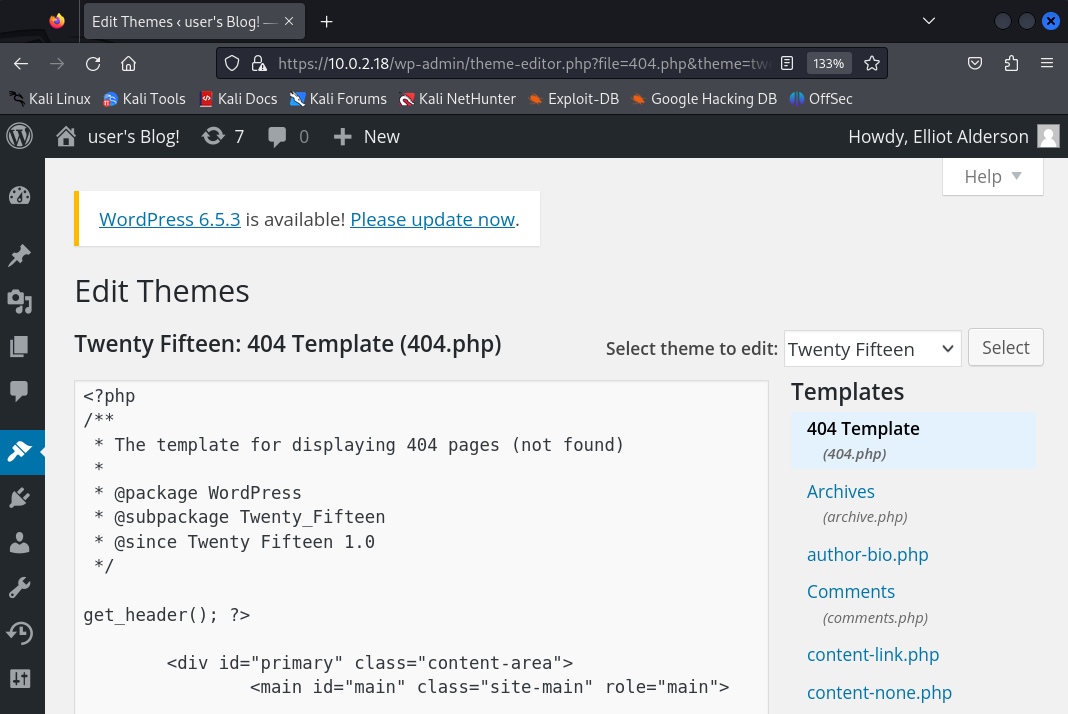 Edit Themes ‹ user's Blog! —
https://10.0.2.18/wp-admin/theme-editor.php?file=404.php&theme=twe
133%
Kali Linux
Kali Tools
Kali Docs
Kali Forums
Kali NetHunter
Exploit-DB
Google Hacking DB
OffSec
user's Blog!
7
0
New
Howdy, Elliot Alderson
Help
WordPress 6.5.3 is available! Please update now.
Edit Themes
Twenty Fifteen: 404 Template (404.php)
Select theme to edit:
Twenty Fifteen
Select
<?php
/**
 * The template for displaying 404 pages (not found)
 *
 * @package WordPress
 * @subpackage Twenty_Fifteen
 * @since Twenty Fifteen 1.0
 */
get_header(); ?>
<div id="primary" class="content-area">
<main id="main" class="site-main" role="main">
Templates
404 Template
(404.php)
Archives
(archive.php)
author-bio.php
Comments
(comments.php)
content-link.php
content-none.php